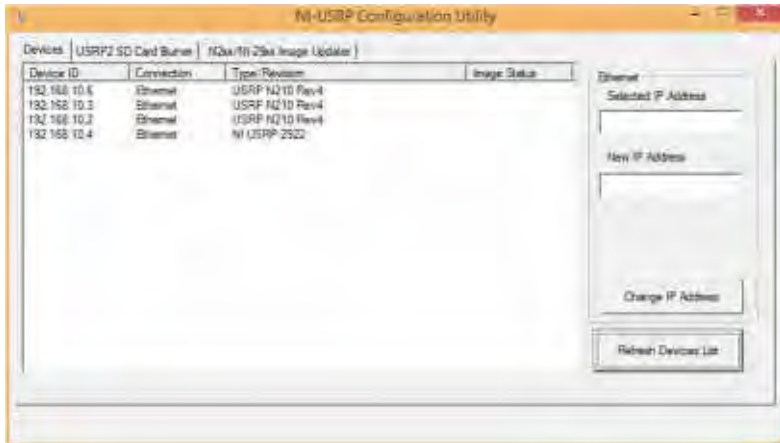 NI-USRP Configuration Utility
Devices USRP2 SD Card Burner N2xx/NI-29xx Image Updater
Device ID Connection Type/Revision Image Status
192.168.10.6 Ethernet USRP N210 Rev4
192.168.10.3 Ethernet USRP N210 Rev4
192.168.10.2 Ethernet USRP N210 Rev4
192.168.10.4 Ethernet NI USRP 2922
Ethernet
Selected IP Address
New IP Address
Change IP Address
Refresh Devices List